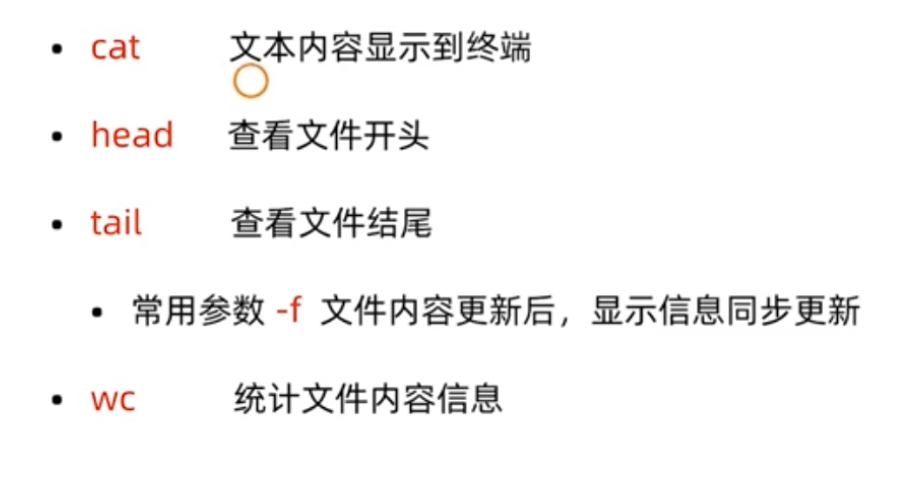 • cat 文本内容显示到终端
• head 查看文件开头
• tail 查看文件结尾
• 常用参数 -f 文件内容更新后，显示信息同步更新
• wc 统计文件内容信息